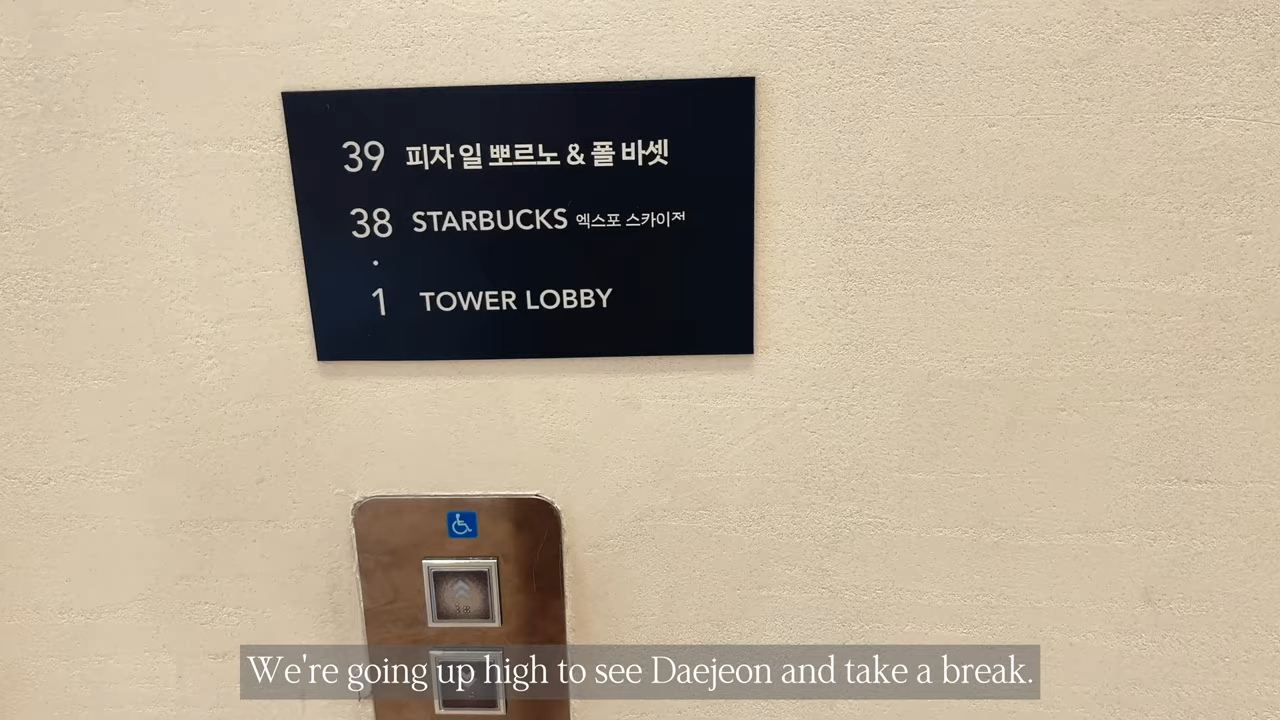 39 피자 일 뽀르노 & 폴 바셋
38 STARBUCKS 엑스포 스카이점
1 TOWER LOBBY
We're going up high to see Daejeon and take a break.